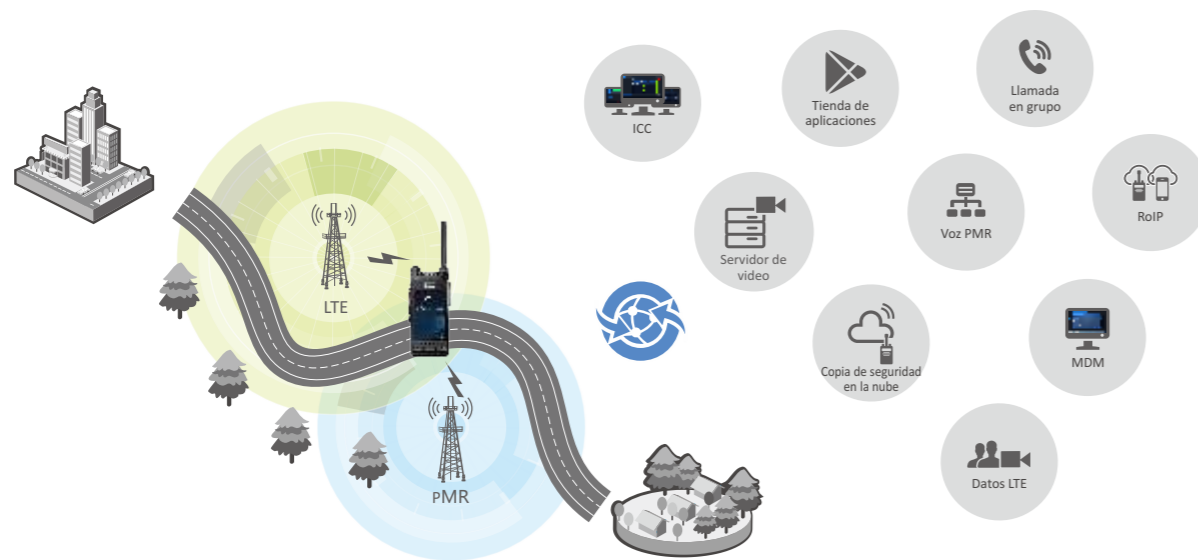 LTE
PMR
ICC
Tienda de
aplicaciones
Llamada
en grupo
Servidor de
video
Voz PMR
RoIP
Copia de seguridad
en la nube
MDM
Datos LTE